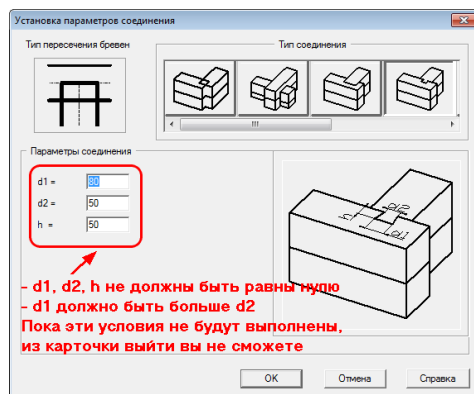 Установка параметров соединения
Тип пересечения бревен
Тип соединения
Параметры соединения
d1 = 80
d2 = 50
h = 50
h
d2
d1
- d1, d2, h не должны быть равны нулю
- d1 должно быть больше d2
Пока эти условия не будут выполнены,
из карточки выйти вы не сможете
OK
Отмена
Справка